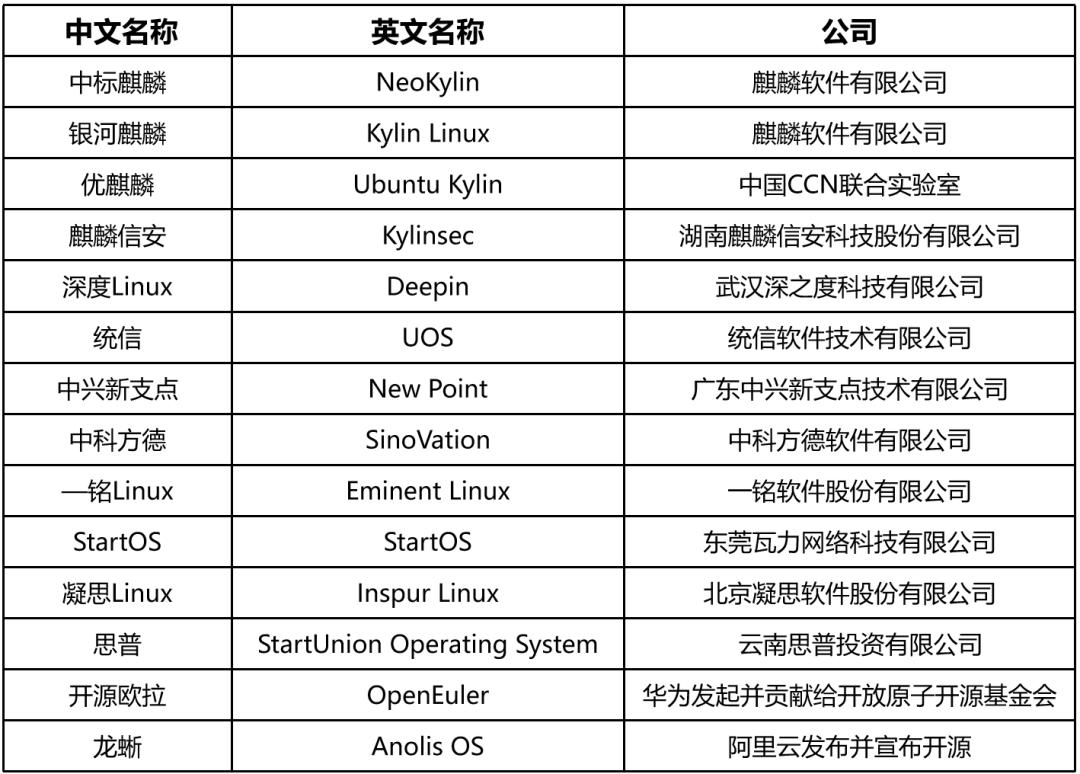 中文名称 英文名称 公司
中标麒麟 NeoKylin 麒麟软件有限公司
银河麒麟 Kylin Linux 麒麟软件有限公司
优麒麟 Ubuntu Kylin 中国CCN联合实验室
麒麟信安 Kylinsec 湖南麒麟信安科技股份有限公司
深度Linux Deepin 武汉深之度科技有限公司
统信 UOS 统信软件技术有限公司
中兴新支点 New Point 广东中兴新支点技术有限公司
中科方德 SinoVation 中科方德软件有限公司
—铭Linux Eminent Linux 一铭软件股份有限公司
StartOS StartOS 东莞瓦力网络科技有限公司
凝思Linux Inspur Linux 北京凝思软件股份有限公司
思普 StartUnion Operating System 云南思普投资有限公司
开源欧拉 OpenEuler 华为发起并贡献给开放原子开源基金会
龙蜥 Anolis OS 阿里云发布并宣布开源